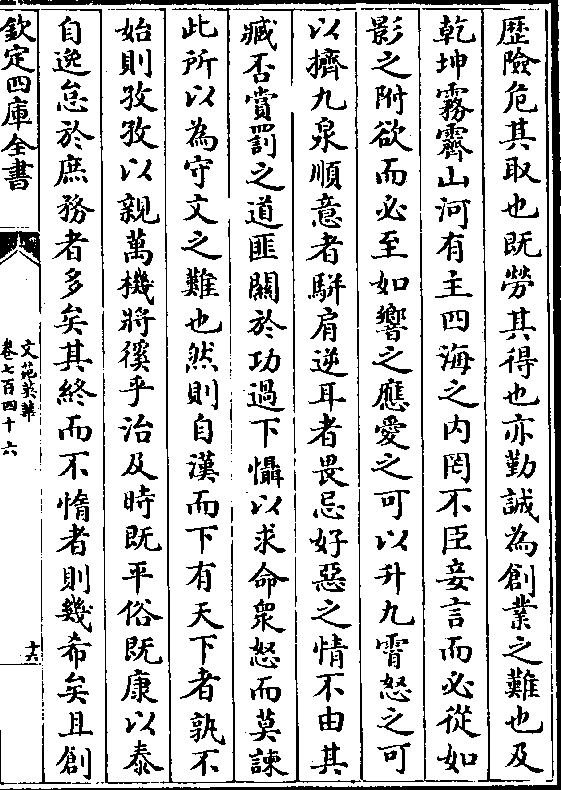 歴險危其取也既勞其得也亦勤誠為創業之難也及
乾坤霧霽山河有主四海之内罔不臣妾言而必從如
影之附欲而必至如響之應愛之可以升九霄怒之可
以擠九泉順意者駢肩逆耳者畏忌好惡之情不由其
臧否賞罰之道匪關於功過下懾以求命衆怒而莫諫
此所以為守文之難也然則自漢而下有天下者孰不
始則孜孜以親萬機將徯乎治及時既平俗既康以泰
自逸怠於庶務者多矣其終而不惰者則幾希矣且創
欽定四庫全書
文苑英華
卷七百四十六
十六